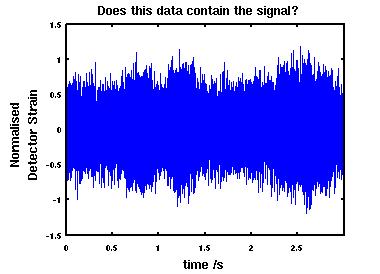 Does this data contain the signal?
1.5
1
0.5
0
-0.5
-1
-1.5
Normalised
Detector Strain
0 0.5 1 1.5 2 2.5
time /s